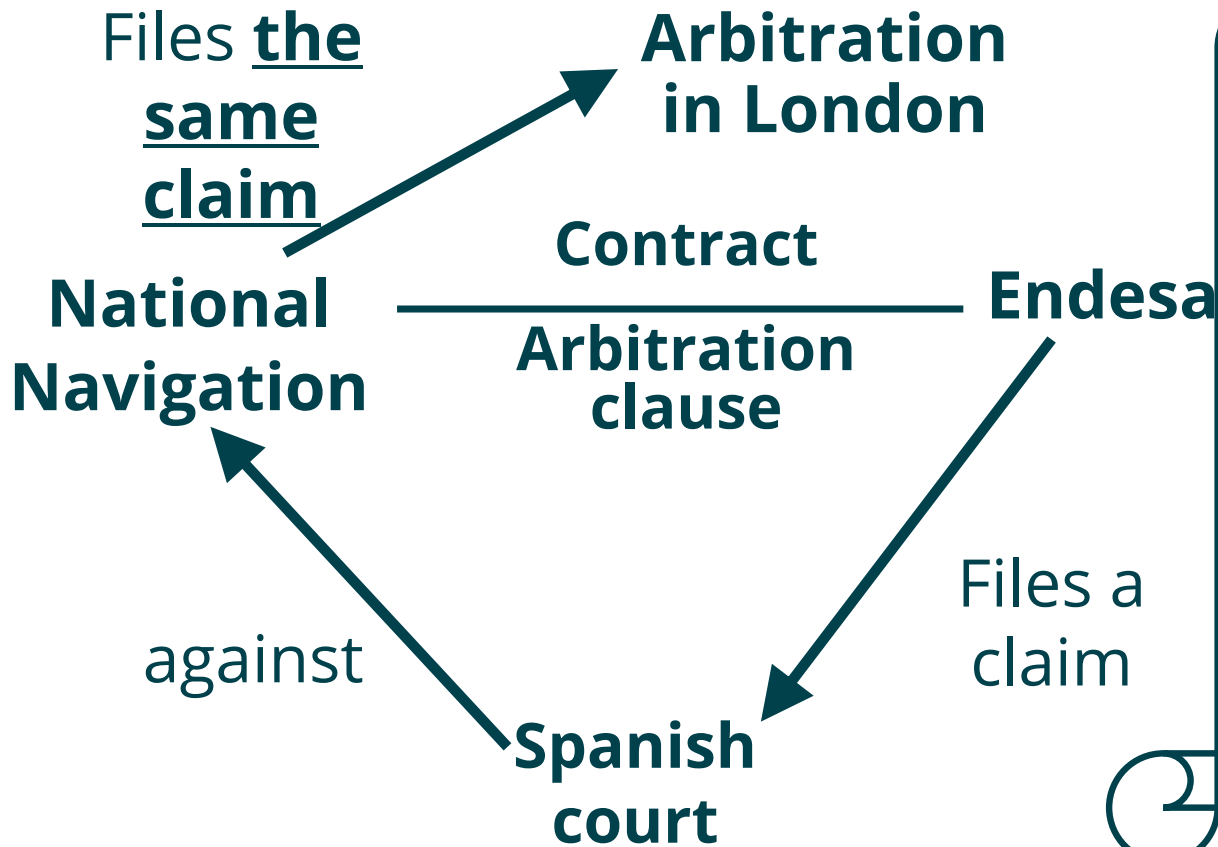 Files the
same
claim
Arbitration
in London
Contract
National
Navigation
Endesa
Arbitration
clause
Files a
claim
against
Spanish
court